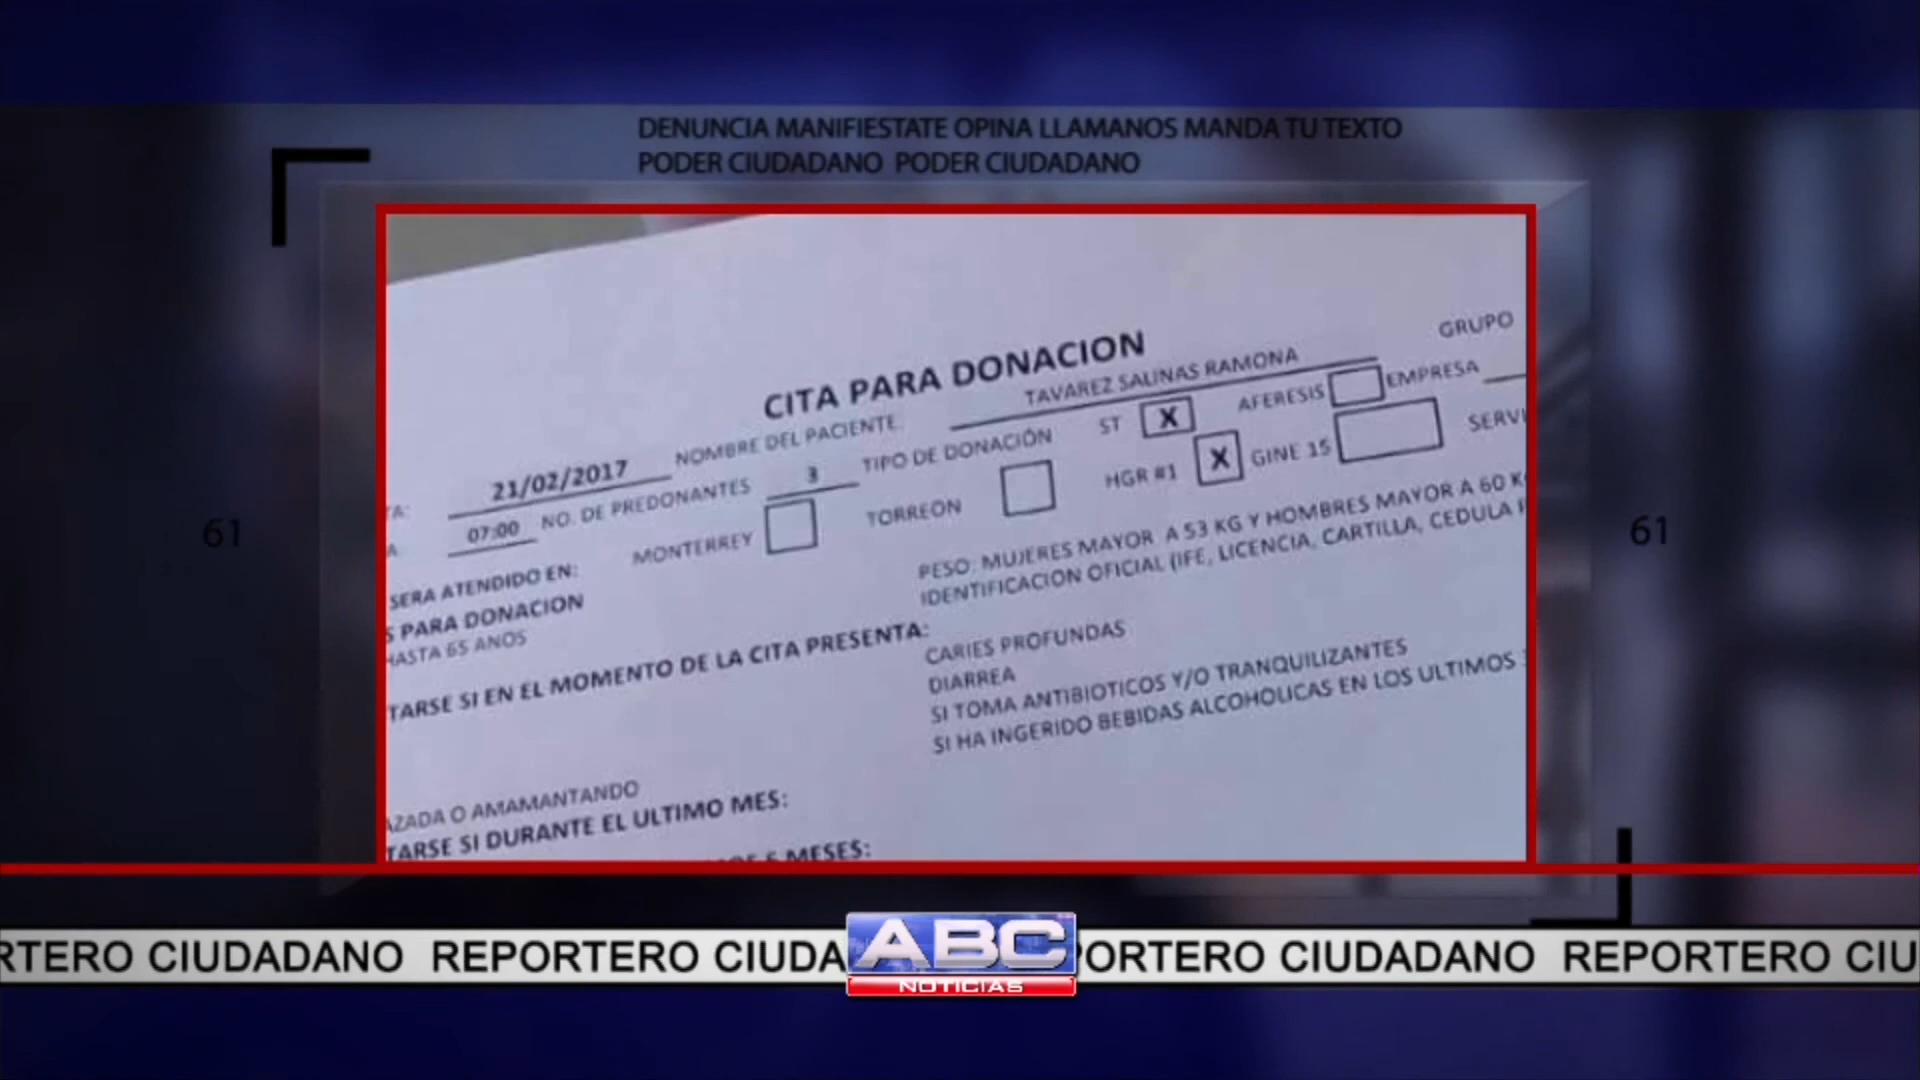 DENUNCIA MANIFIESTATE OPINA LLAMANOS MANDA TU TEXTO
PODER CIUDADANO PODER CIUDADANO
CITA PARA DONACION
GRUPO
21/02/2017 NOMBRE DEL PACIENTE: TAVAREZ SALINAS RAMONA
07:00 NO. DE PREDONANTES 3 TIPO DE DONACIÓN ST X AFERESIS EMPRESA
SERA ATENDIDO EN: MONTERREY TORREON HGR #1 X GINE 15 SERVI
S PARA DONACION
HASTA 65 ANOS
PESO: MUJERES MAYOR A 53 KG Y HOMBRES MAYOR A 60 K
IDENTIFICACION OFICIAL (IFE, LICENCIA, CARTILLA, CEDULA
TARSE SI EN EL MOMENTO DE LA CITA PRESENTA:
CARIES PROFUNDAS
DIARREA
SI TOMA ANTIBIOTICOS Y/O TRANQUILIZANTES
SI HA INGERIDO BEBIDAS ALCOHOLICAS EN LOS ULTIMOS
AZADA O AMAMANTANDO
TARSE SI DURANTE EL ULTIMO MES:
MESES:
61
61
RTERO CIUDADANO REPORTERO CIUDA ABC PORTERO CIUDADANO REPORTERO CIU
NOTICIAS